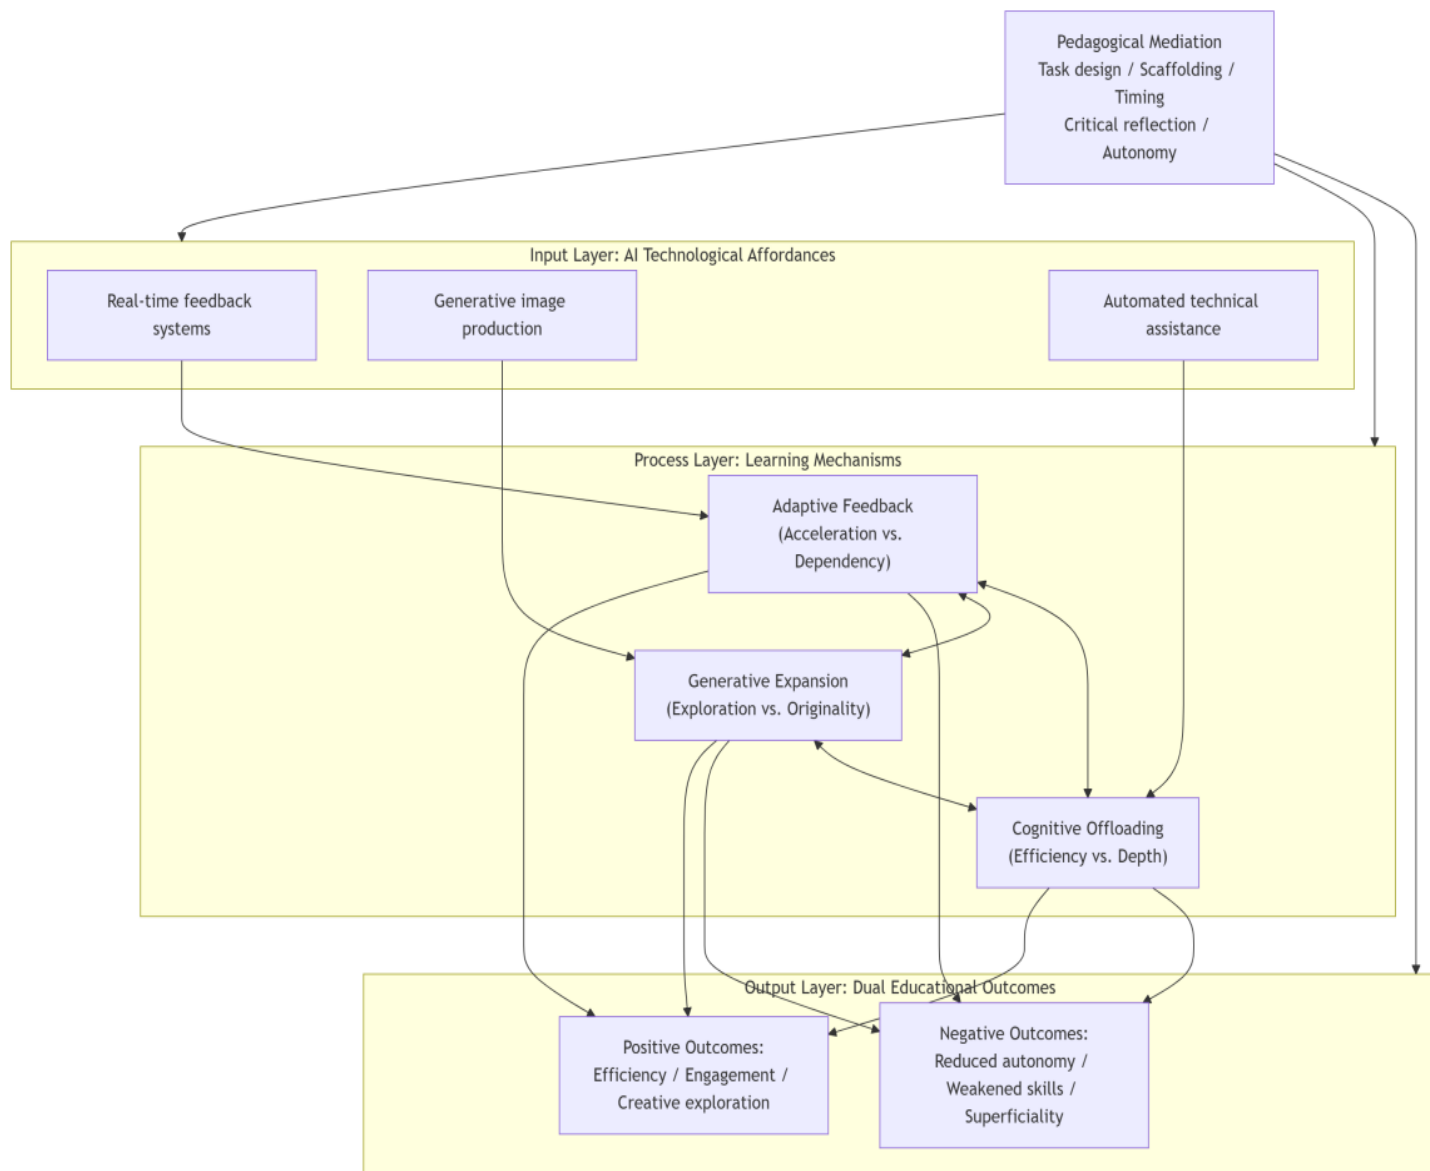 Pedagogical Mediation
Task design / Scaffolding /
Timing
Critical reflection /
Autonomy
Input Layer: AI Technological Affordances
Real-time feedback
systems
Generative image
production
Automated technical
assistance
Process Layer: Learning Mechanisms
Adaptive Feedback
(Acceleration vs.
Dependency)
Generative Expansion
(Exploration vs. Originality)
Cognitive Offloading
(Efficiency vs. Depth)
Output Layer: Dual Educational Outcomes
Positive Outcomes:
Efficiency / Engagement /
Creative exploration
Negative Outcomes:
Reduced autonomy /
Weakened skills /
Superficiality